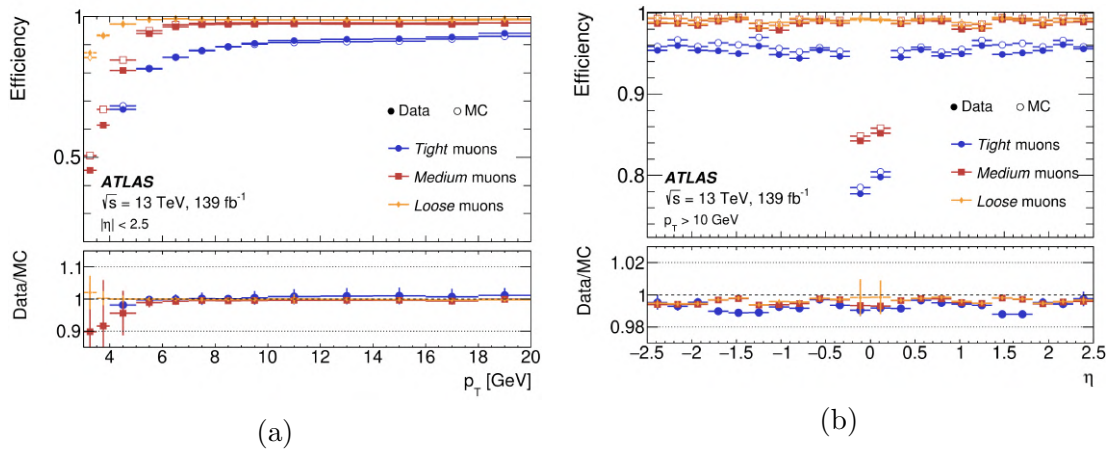 Efficiency
1
0.5
Data MC
Tight muons
Medium muons
Loose muons
ATLAS
√s = 13 TeV, 139 fb⁻¹
|η| < 2.5
Data/MC
1.1
1
0.9
4 6 8 10 12 14 16 18 20
p_T [GeV]
(a)
Efficiency
1
0.9
0.8
Data MC
Tight muons
Medium muons
Loose muons
ATLAS
√s = 13 TeV, 139 fb⁻¹
p_T > 10 GeV
Data/MC
1.02
1
0.98
−2.5 −2 −1.5 −1 −0.5 0 0.5 1 1.5 2 2.5
η
(b)